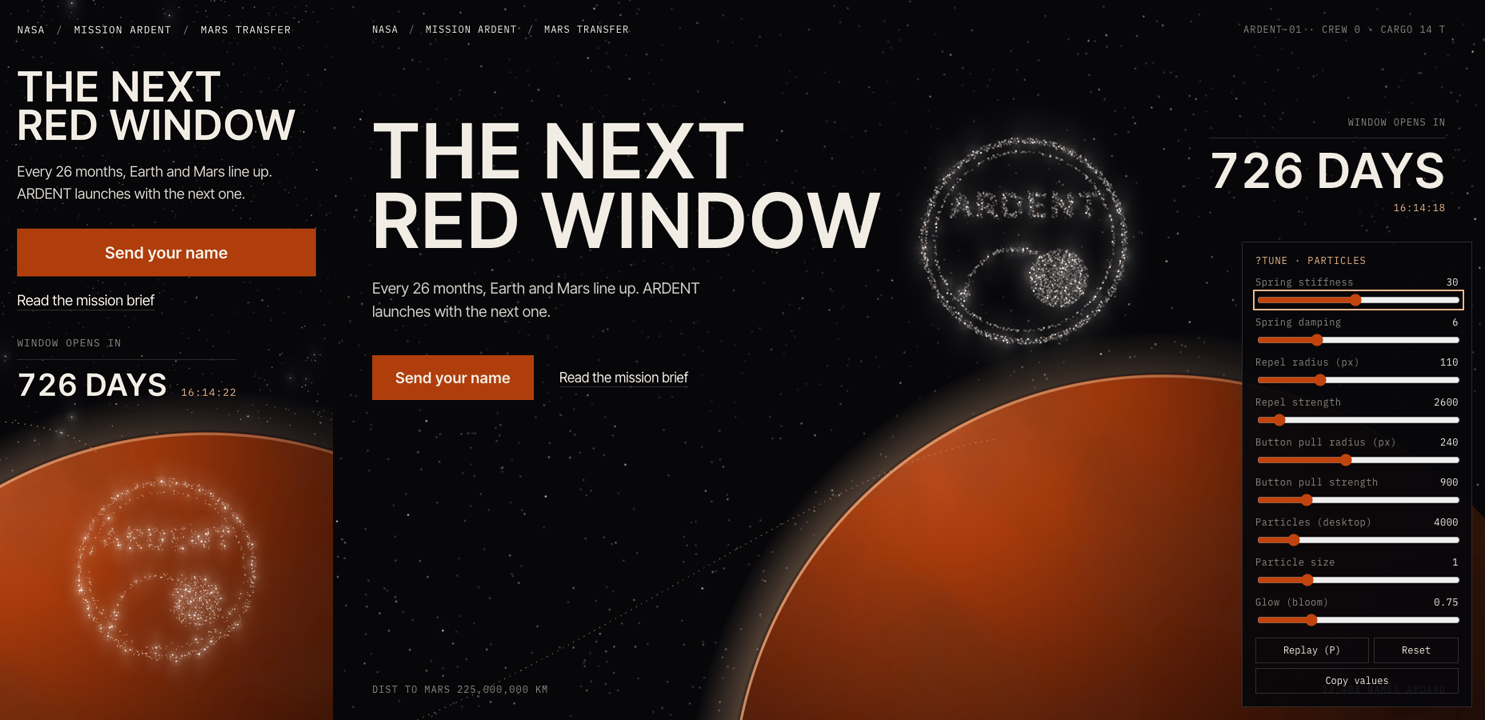 NASA / MISSION ARDENT / MARS TRANSFER
THE NEXT
RED WINDOW
Every 26 months, Earth and Mars line up.
ARDENT launches with the next one.
Send your name
Read the mission brief
WINDOW OPENS IN
726 DAYS 16:14:22
ARDENT
NASA / MISSION ARDENT / MARS TRANSFER
ARDENT-01 · CREW 0 · CARGO 14 T
THE NEXT
RED WINDOW
Every 26 months, Earth and Mars line up. ARDENT
launches with the next one.
Send your name
Read the mission brief
ARDENT
WINDOW OPENS IN
726 DAYS
16:14:18
?TUNE · PARTICLES
Spring stiffness 30
Spring damping 6
Repel radius (px) 110
Repel strength 2600
Button pull radius (px) 240
Button pull strength 900
Particles (desktop) 4000
Particle size 1
Glow (bloom) 0.75
Replay (P) Reset
Copy values
DIST TO MARS 225,000,000 KM